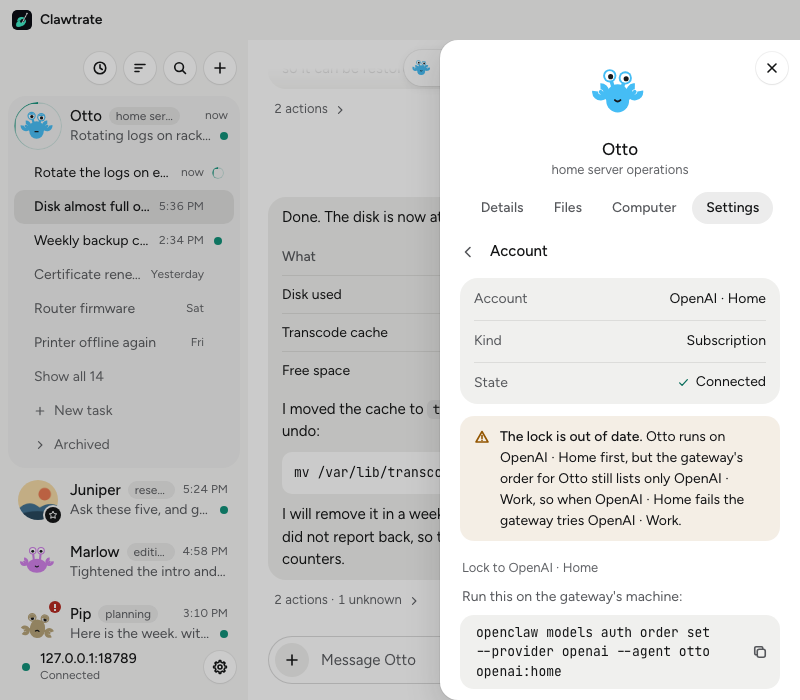 Clawtrate
Otto home ser... now
Rotating logs on rack...
Rotate the logs on e... now
Disk almost full o... 5:36 PM
Weekly backup c... 2:34 PM
Certificate rene... Yesterday
Router firmware Sat
Printer offline again Fri
Show all 14
New task
Archived
Juniper rese... 5:24 PM
Ask these five, and g...
Marlow editi... 4:58 PM
Tightened the intro and...
Pip planning 3:10 PM
Here is the week. wit...
127.0.0.1:18789
Connected
2 actions
Done. The disk is now at
What
Disk used
Transcode cache
Free space
I moved the cache to t
undo:
mv /var/lib/transco
I will remove it in a week
did not report back, so t
counters.
2 actions · 1 unknown
Message Otto
Otto
home server operations
Details Files Computer Settings
Account
Account OpenAI · Home
Kind Subscription
State Connected
The lock is out of date. Otto runs on
OpenAI · Home first, but the gateway's
order for Otto still lists only OpenAI ·
Work, so when OpenAI · Home fails the
gateway tries OpenAI · Work.
Lock to OpenAI · Home
Run this on the gateway's machine:
openclaw models auth order set
--provider openai --agent otto
openai:home